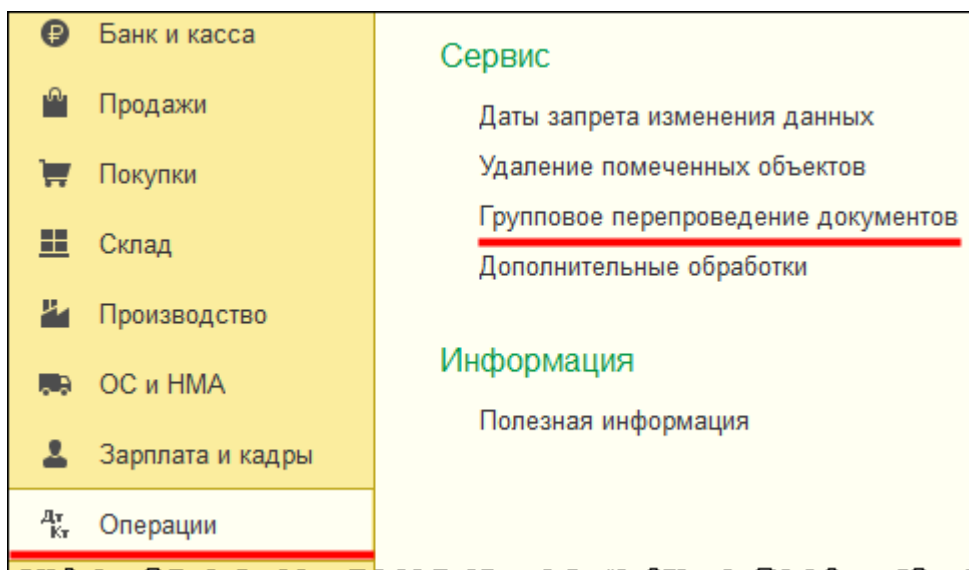 Банк и касса
Продажи
Покупки
Склад
Производство
ОС и НМА
Зарплата и кадры
Дт
Кт
Операции
Сервис
Даты запрета изменения данных
Удаление помеченных объектов
Групповое перепроведение документов
Дополнительные обработки
Информация
Полезная информация